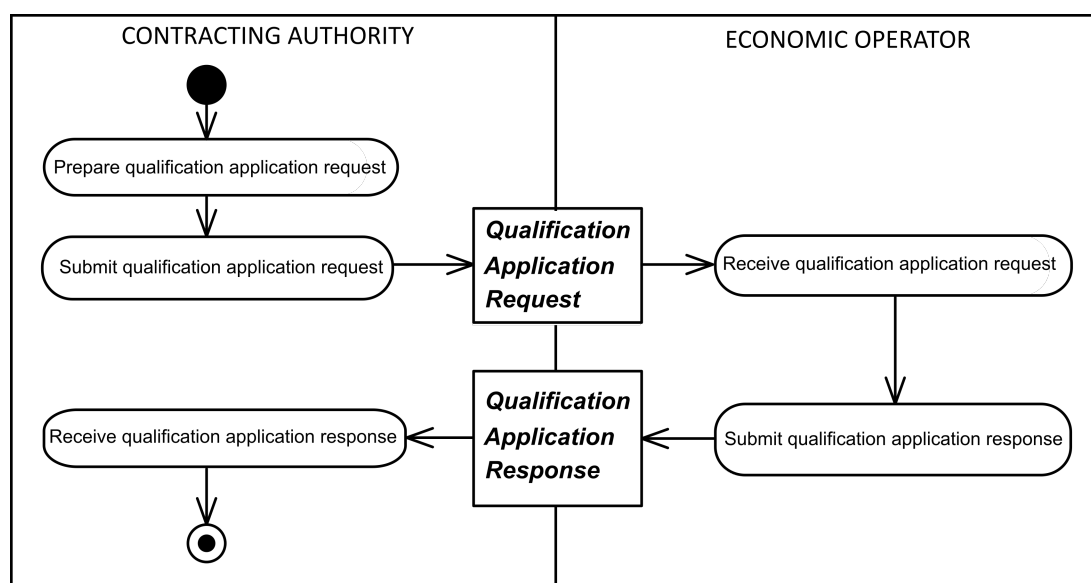 CONTRACTING AUTHORITY
ECONOMIC OPERATOR
Prepare qualification application request
Submit qualification application request
Qualification
Application
Request
Receive qualification application request
Receive qualification application response
Qualification
Application
Response
Submit qualification application response